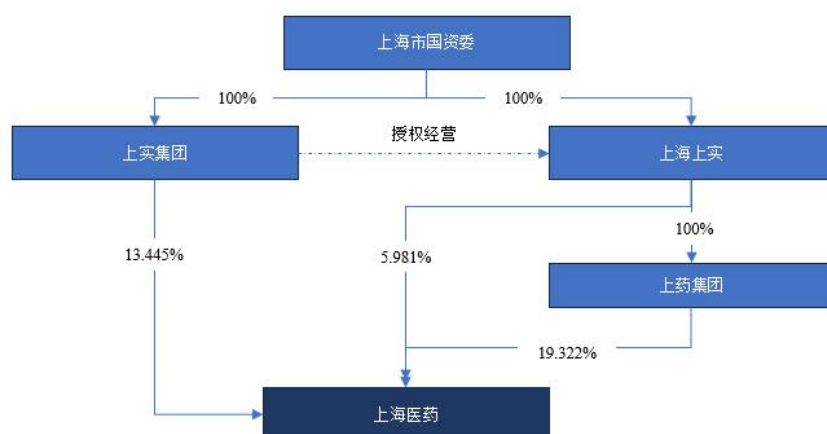 上海市国资委
100%
100%
上实集团
授权经营
上海上实
13.445%
5.981%
100%
上药集团
19.322%
上海医药